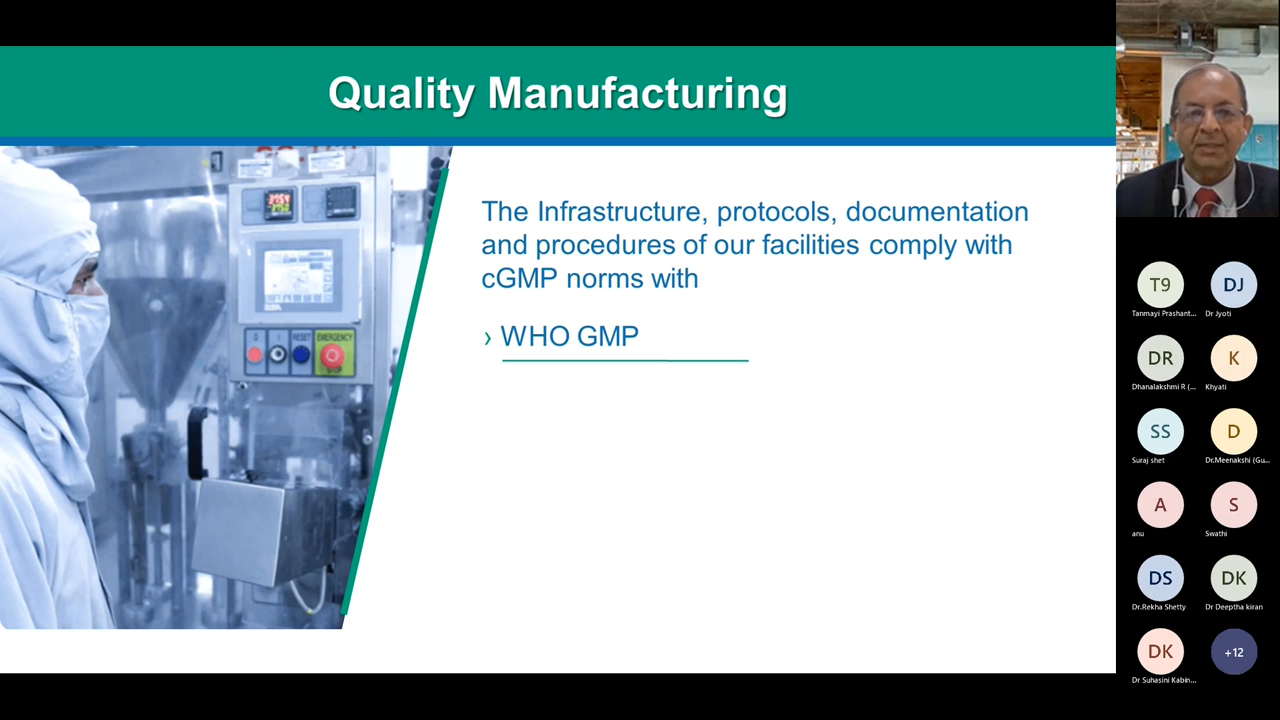 Quality Manufacturing
The Infrastructure, protocols, documentation
and procedures of our facilities comply with
cGMP norms with
› WHO GMP
RESET
EMERGENCY
T9
DJ
Tanmayi Prashant...
Dr Jyoti
DR
K
Dhanalakshmi R (...
Khyati
SS
D
Suraj shet
Dr.Meenakshi (Gu...
A
S
anu
Swathi
DS
DK
Dr.Rekha Shetty
Dr Deeptha kiran
DK
+12
Dr Suhasini Kabin...